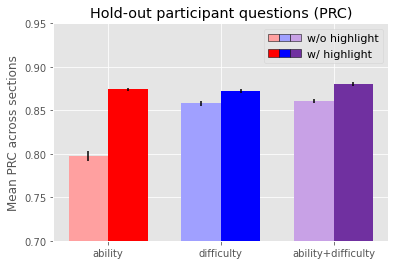 Hold-out participant questions (PRC)
w/o highlight
w/ highlight
Mean PRC across sections
0.95
0.90
0.85
0.80
0.75
0.70
ability
difficulty
ability+difficulty